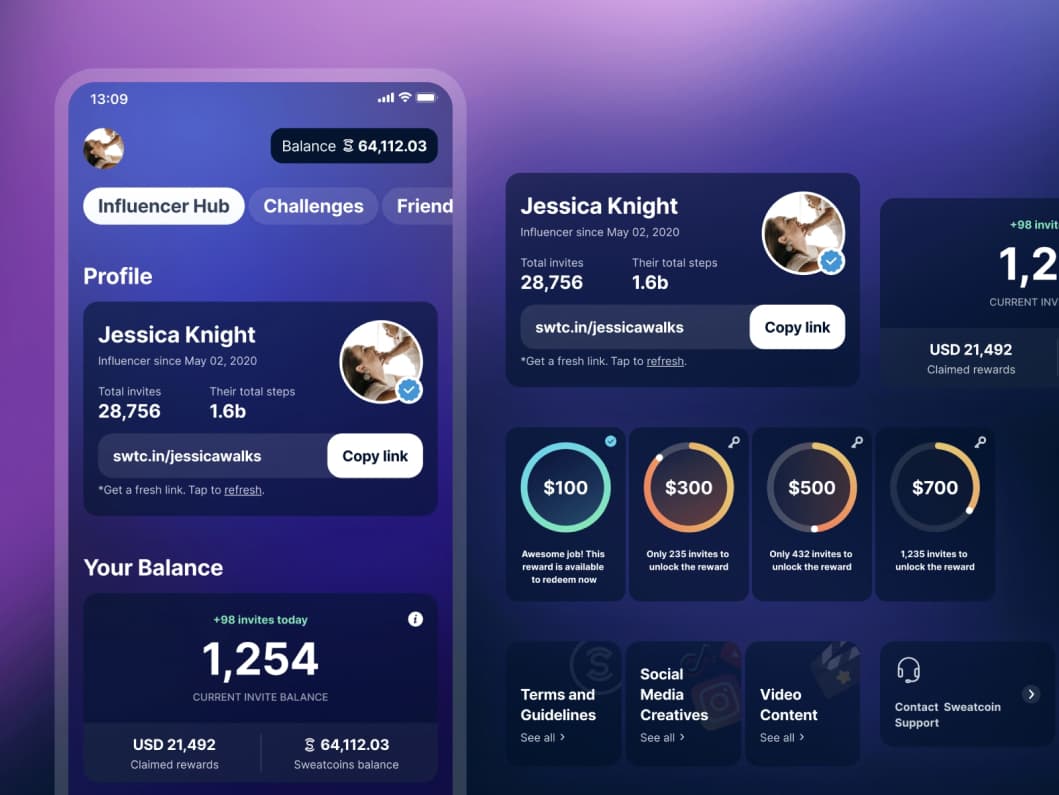 13:09
Balance 64,112.03
Influencer Hub
Challenges
Friend
Profile
Jessica Knight
Influencer since May 02, 2020
Total invites
Their total steps
28,756
1.6b
swtc.in/jessicawalks
Copy link
*Get a fresh link. Tap to refresh.
Your Balance
+98 invites today
i
1,254
CURRENT INVITE BALANCE
USD 21,492
64,112.03
Claimed rewards
Sweatcoins balance
Jessica Knight
Influencer since May 02, 2020
Total invites
Their total steps
28,756
1.6b
swtc.in/jessicawalks
Copy link
*Get a fresh link. Tap to refresh.
+98 invit
1,2
CURRENT INV
USD 21,492
Claimed rewards
$100
Awesome job! This
reward is available
to redeem now
$300
Only 235 invites to
unlock the reward
$500
Only 432 invites to
unlock the reward
$700
1,235 invites to
unlock the reward
Terms and
Guidelines
See all
Social
Media
Creatives
See all
Video
Content
See all
Contact Sweatcoin
Support